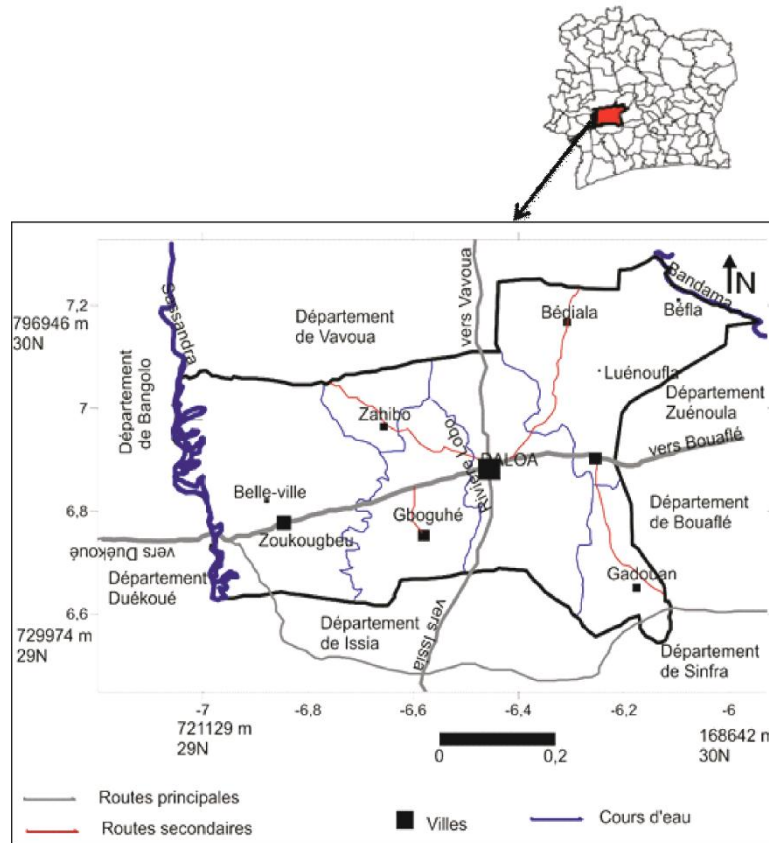 N
7,2
796946 m
30N
7
6,8
6,6
729974 m
29N
Sassandra
Bandama
vers Vavoua
Département
de Vavoua
Bédiala
Béfla
Département
de Bangolo
Luénoufla
Département
Zuénoula
Zahibo
Rivière Lobo
DALOA
vers Bouaflé
Belle-ville
Zoukougbeu
Gboguhé
Département
de Bouaflé
vers Duékoué
Département
Duékoué
Gadouan
Département
de Issia
vers Issia
Département
de Sinfra
-7
-6,8
-6,6
-6,4
-6,2
-6
721129 m
29N
168642 m
30N
0
0,2
Routes principales
Routes secondaires
Villes
Cours d'eau